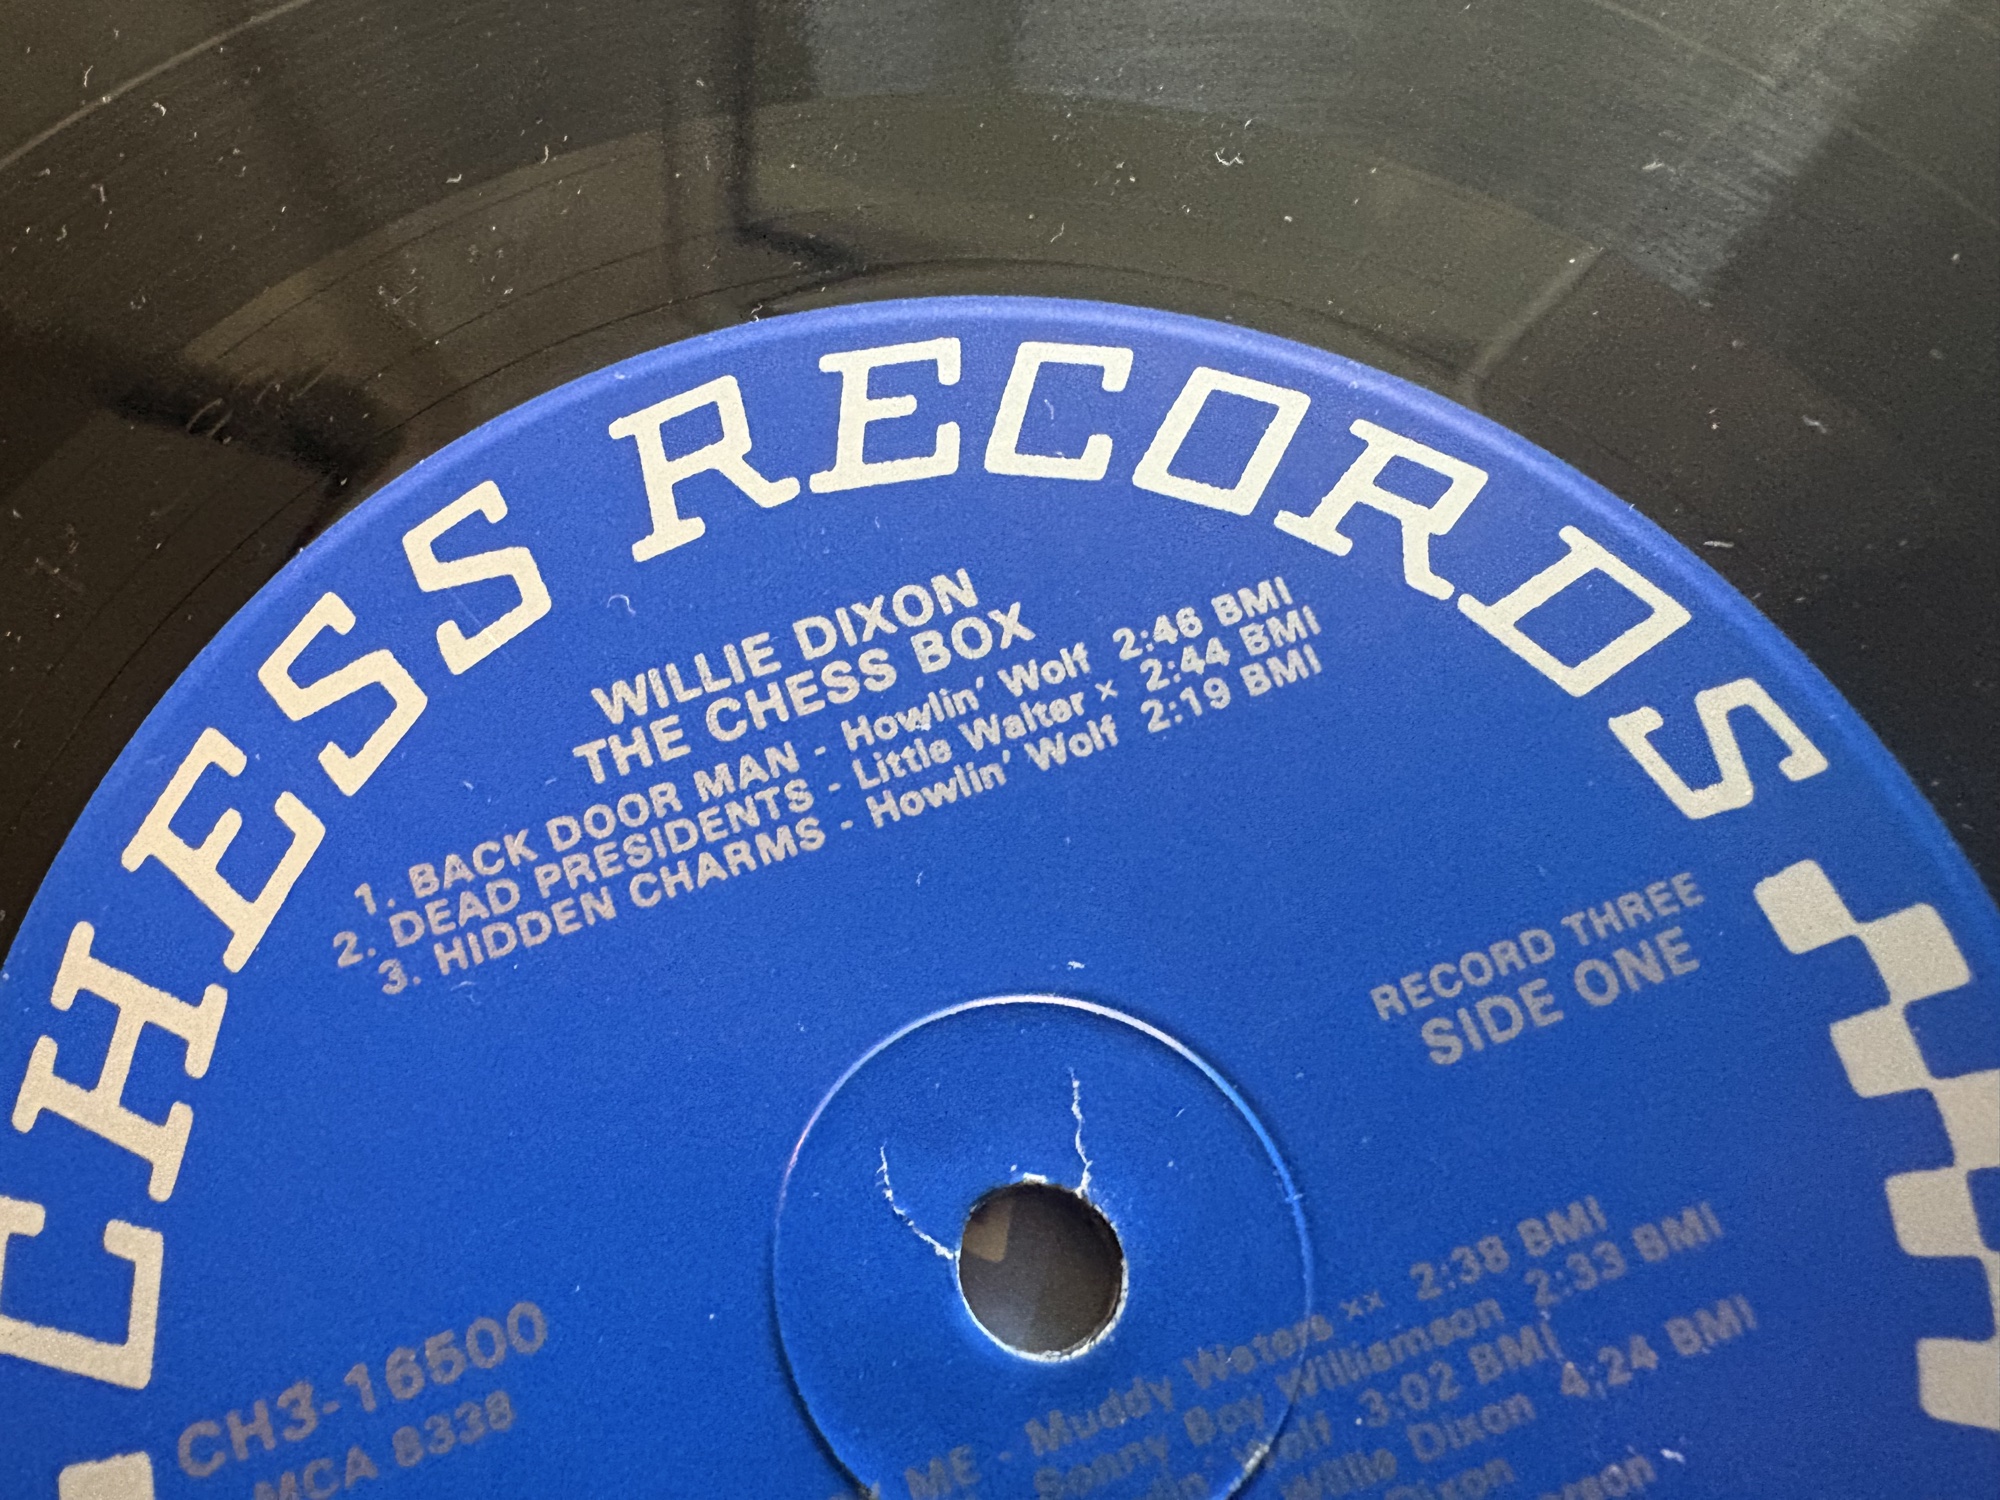 CHESS RECORDS
WILLIE DIXON
THE CHESS BOX
1. BACK DOOR MAN - Howlin' Wolf 2:46 BMI
2. DEAD PRESIDENTS - Little Walter × 2:44 BMI
3. HIDDEN CHARMS - Howlin' Wolf 2:19 BMI
RECORD THREE
SIDE ONE
CH3-16500
MCA 8338
ME - Muddy Waters ×× 2:38 BMI
Sonny Boy Williamson 2:33 BMI
Wolf 3:02 BMI
Willie Dixon 4:24 BMI
Dixon